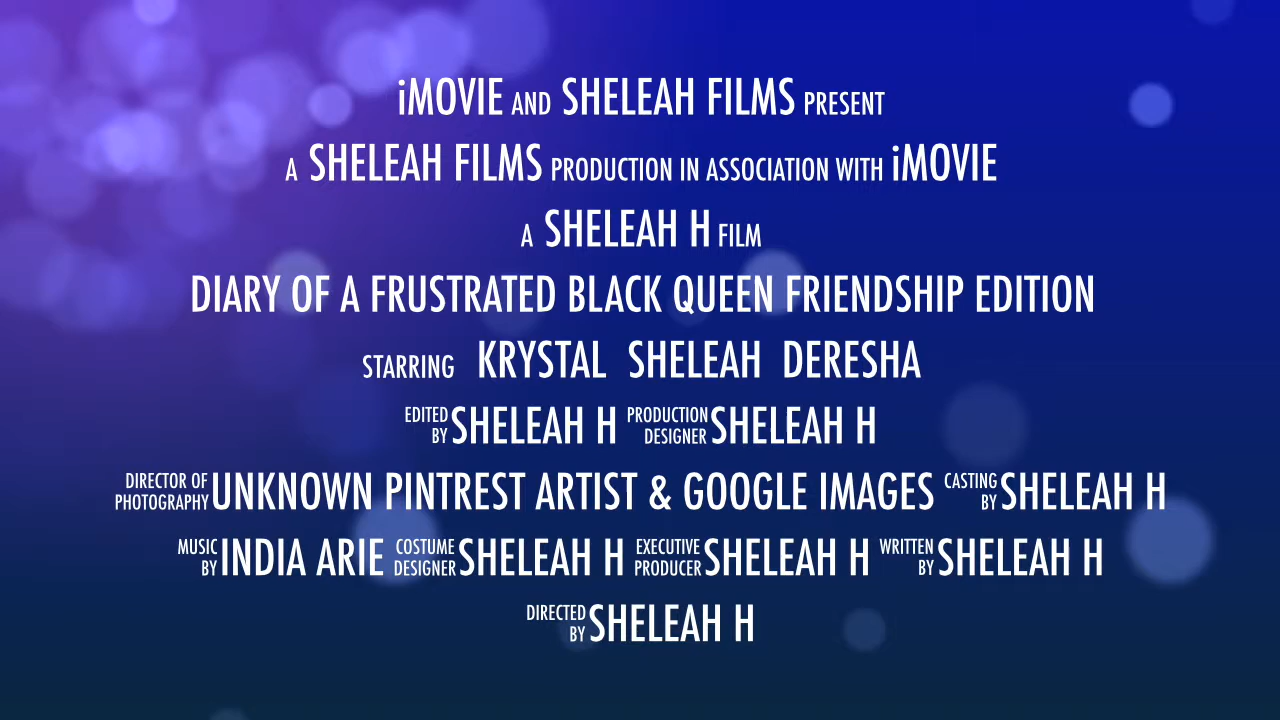 iMOVIE AND SHELEAH FILMS PRESENT
A SHELEAH FILMS PRODUCTION IN ASSOCIATION WITH iMOVIE
A SHELEAH H FILM
DIARY OF A FRUSTRATED BLACK QUEEN FRIENDSHIP EDITION
STARRING KRYSTAL SHELEAH DERESHA
EDITED BY SHELEAH H PRODUCTION DESIGNER SHELEAH H
DIRECTOR OF PHOTOGRAPHY UNKNOWN PINTREST ARTIST & GOOGLE IMAGES CASTING BY SHELEAH H
MUSIC BY INDIA ARIE COSTUME DESIGNER SHELEAH H EXECUTIVE PRODUCER SHELEAH H WRITTEN BY SHELEAH H
DIRECTED BY SHELEAH H